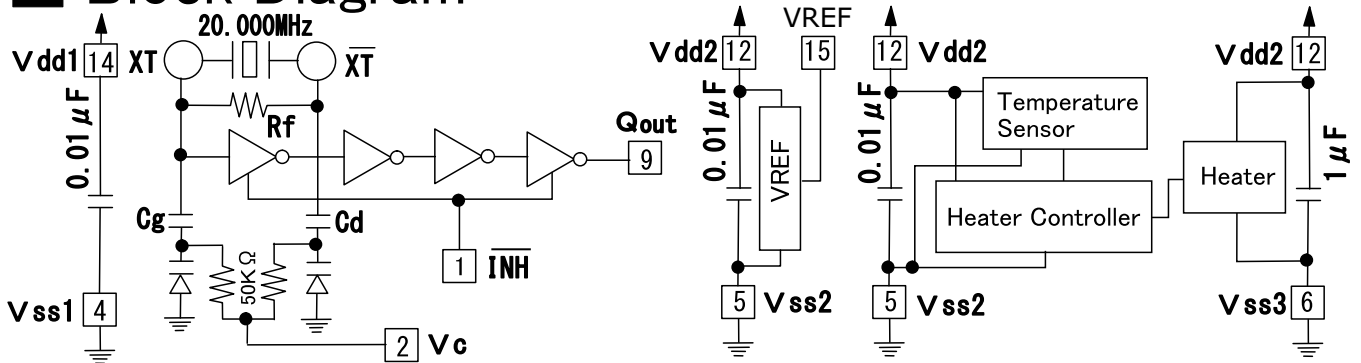 Block Diagram
20.000MHz
XT
XT
Vdd1
14
0.01μF
Rf
Qout
9
Cg
Cd
50KΩ
1
INH
Vss1
4
2
Vc
VREF
Vdd2
12
15
0.01μF
VREF
5
Vss2
12
Vdd2
0.01μF
Temperature
Sensor
Heater Controller
5
Vss2
Vdd2
12
Heater
1μF
Vss3
6